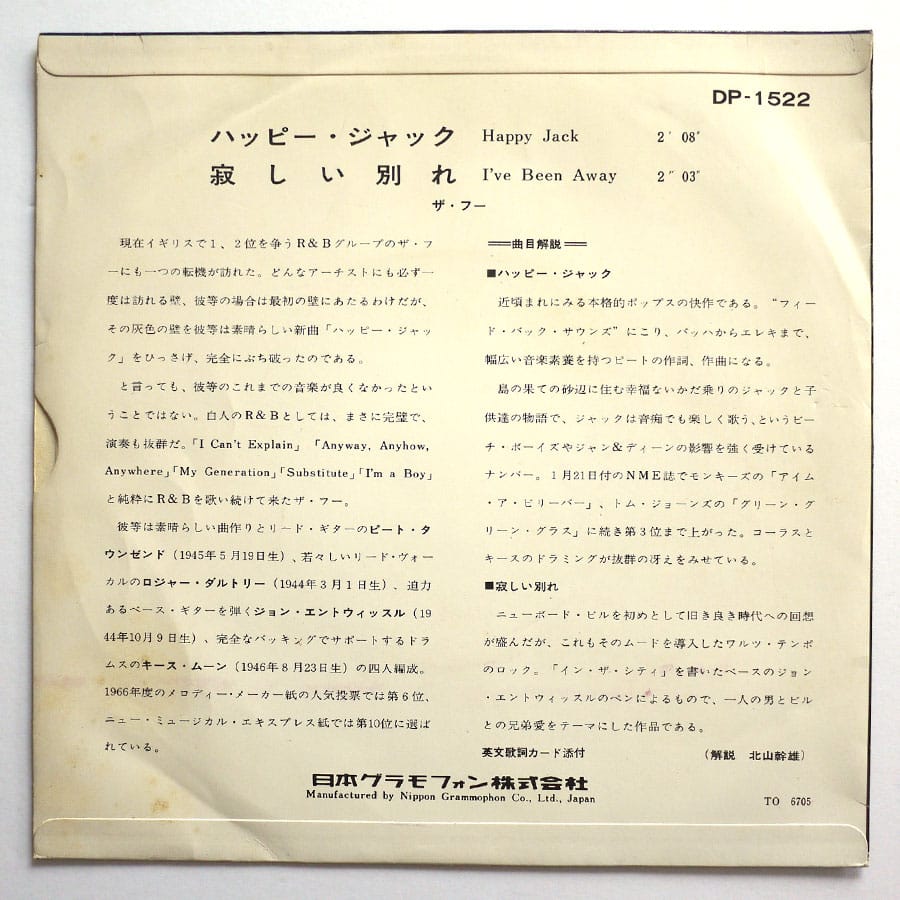 DP-1522
ハッピー・ジャック Happy Jack 2′ 08″
寂しい別れ I've Been Away 2″ 03″
ザ・フー
現在イギリスで1、2位を争うR&Bグループのザ・フ
ーにも一つの転機が訪れた。どんなアーチストにも必ず一
度は訪れる壁、彼等の場合は最初の壁にあたるわけだが、
その灰色の壁を彼等は素晴らしい新曲「ハッピー・ジャッ
ク」をひっさげ、完全にぶち破ったのである。
と言っても、彼等のこれまでの音楽が良くなかったとい
うことではない。白人のR&Bとしては、まさに完璧で、
演奏も抜群だ。「I Can't Explain」「Anyway, Anyhow,
Anywhere」「My Generation」「Substitute」「I'm a Boy」
と純粋にR&Bを歌い続けて来たザ・フー。
彼等は素晴らしい曲作りとリード・ギターのピート・タ
ウンゼンド（1945年5月19日生）、若々しいリード・ヴォー
カルのロジャー・ダルトリー（1944年3月1日生）、迫力
あるベース・ギターを弾くジョン・エントウィッスル（19
44年10月9日生）、完全なバッキングでサポートするドラ
ムスのキース・ムーン（1946年8月23日生）の四人編成。
1966年度のメロディー・メーカー紙の人気投票では第6位、
ニュー・ミュージカル・エキスプレス紙では第10位に選ば
れている。
══曲目解説══
■ハッピー・ジャック
近頃まれにみる本格的ポップスの快作である。“フィー
ド・バック・サウンズ”にこり、バッハからエレキまで、
幅広い音楽素養を持つピートの作詞、作曲になる。
島の果ての砂辺に住む幸福ないかだ乗りのジャックと子
供達の物語で、ジャックは音痴でも楽しく歌う、というビー
チ・ボーイズやジャン&ディーンの影響を強く受けている
ナンバー。1月21日付のNME誌でモンキーズの「アイム
・ア・ビリーバー」、トム・ジョーンズの「グリーン・グ
リーン・グラス」に続き第3位まで上がった。コーラスと
キースのドラミングが抜群の冴えをみせている。
■寂しい別れ
ニューボード・ビルを初めとして旧き良き時代への回想
が盛んだが、これもそのムードを導入したワルツ・テンポ
のロック。「イン・ザ・シティ」を書いたベースのジョン
・エントウィッスルのペンによるもので、一人の男とビル
との兄弟愛をテーマにした作品である。
英文歌詞カード添付 （解説 北山幹雄）
日本グラモフォン株式会社
Manufactured by Nippon Grammophon Co., Ltd., Japan
TO 6705